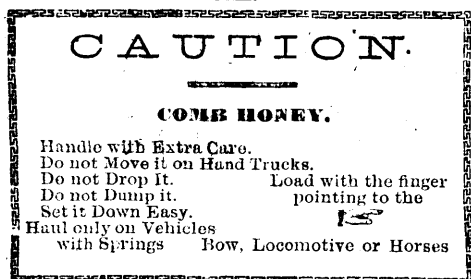 CAUTION.
COMB HONEY.
Handle with Extra Care.
Do not Move it on Hand Trucks.
Do not Drop It.
Do not Dump it.
Set it Down Easy.
Haul only on Vehicles
with Springs
Load with the finger
pointing to the
Bow, Locomotive or Horses